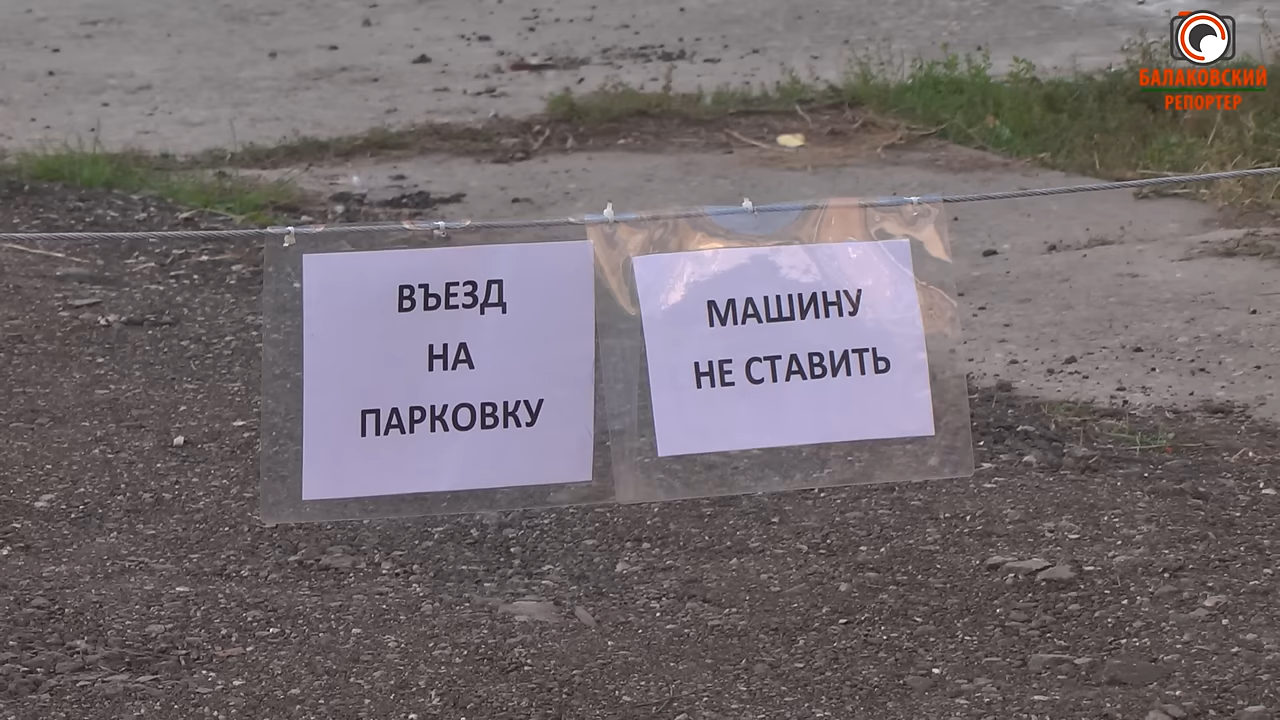 БАЛАКОВСКИЙ
РЕПОРТЕР
ВЪЕЗД
НА
ПАРКОВКУ
МАШИНУ
НЕ СТАВИТЬ